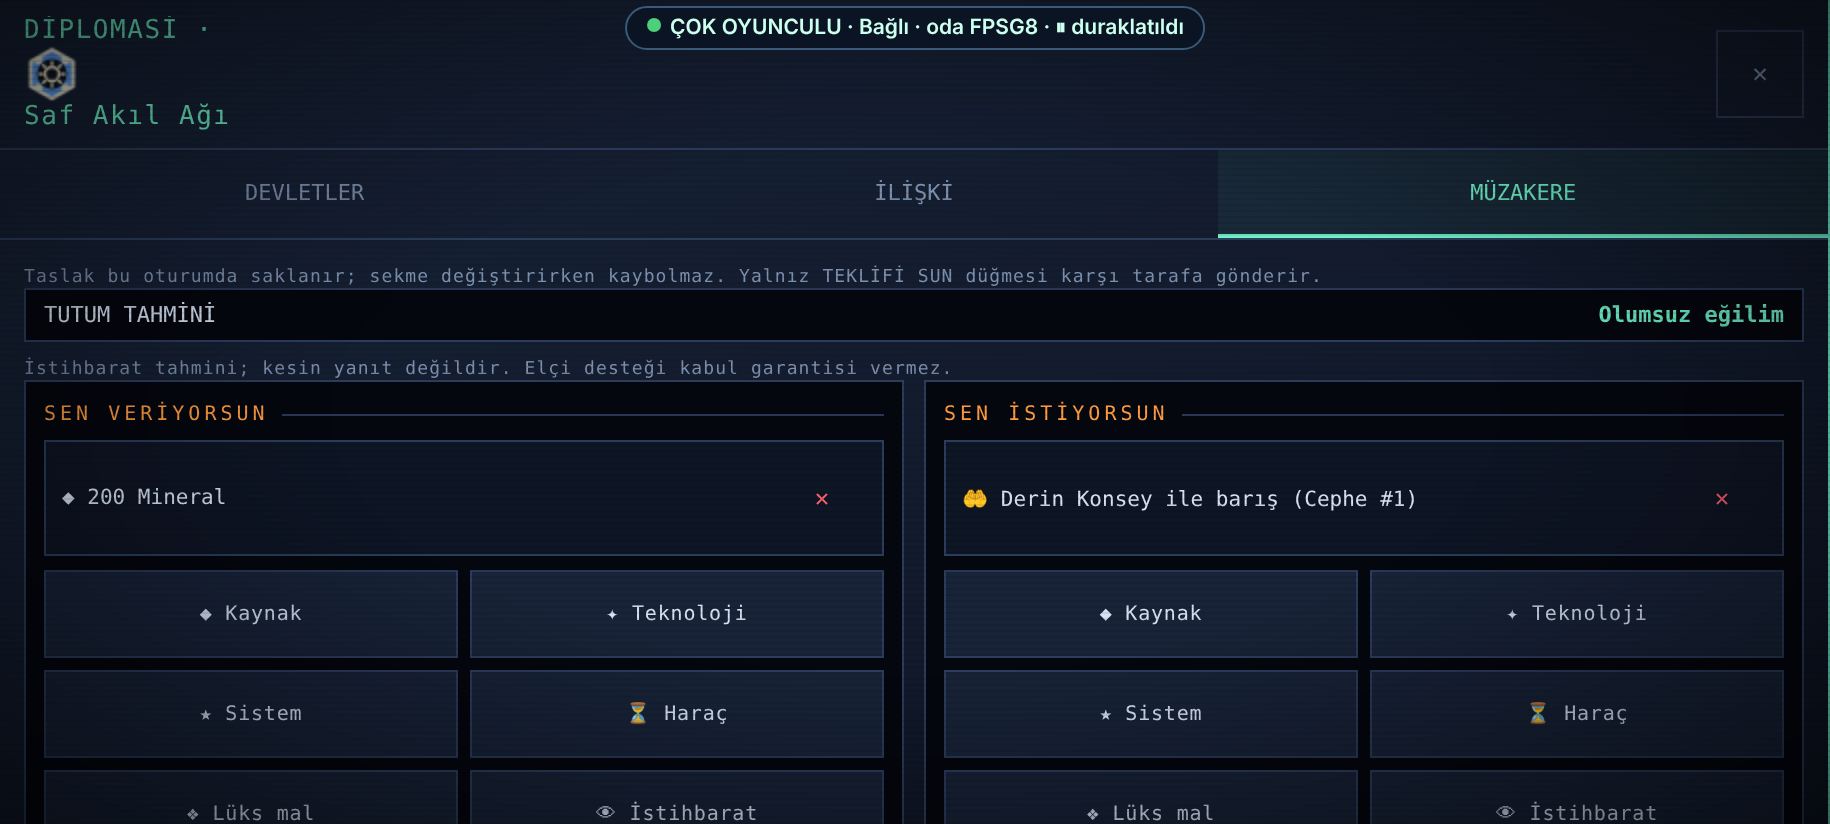 DİPLOMASİ ·
ÇOK OYUNCULU · Bağlı · oda FPSG8 · ⏸ duraklatıldı
×
Saf Akıl Ağı
DEVLETLER
İLİŞKİ
MÜZAKERE
Taslak bu oturumda saklanır; sekme değiştirirken kaybolmaz. Yalnız TEKLİFİ SUN düğmesi karşı tarafa gönderir.
TUTUM TAHMİNİ
Olumsuz eğilim
İstihbarat tahmini; kesin yanıt değildir. Elçi desteği kabul garantisi vermez.
SEN VERİYORSUN
◆ 200 Mineral ×
◆ Kaynak
✦ Teknoloji
★ Sistem
⏳ Haraç
❖ Lüks mal
👁 İstihbarat
SEN İSTİYORSUN
🤲 Derin Konsey ile barış (Cephe #1) ×
◆ Kaynak
✦ Teknoloji
★ Sistem
⏳ Haraç
❖ Lüks mal
👁 İstihbarat